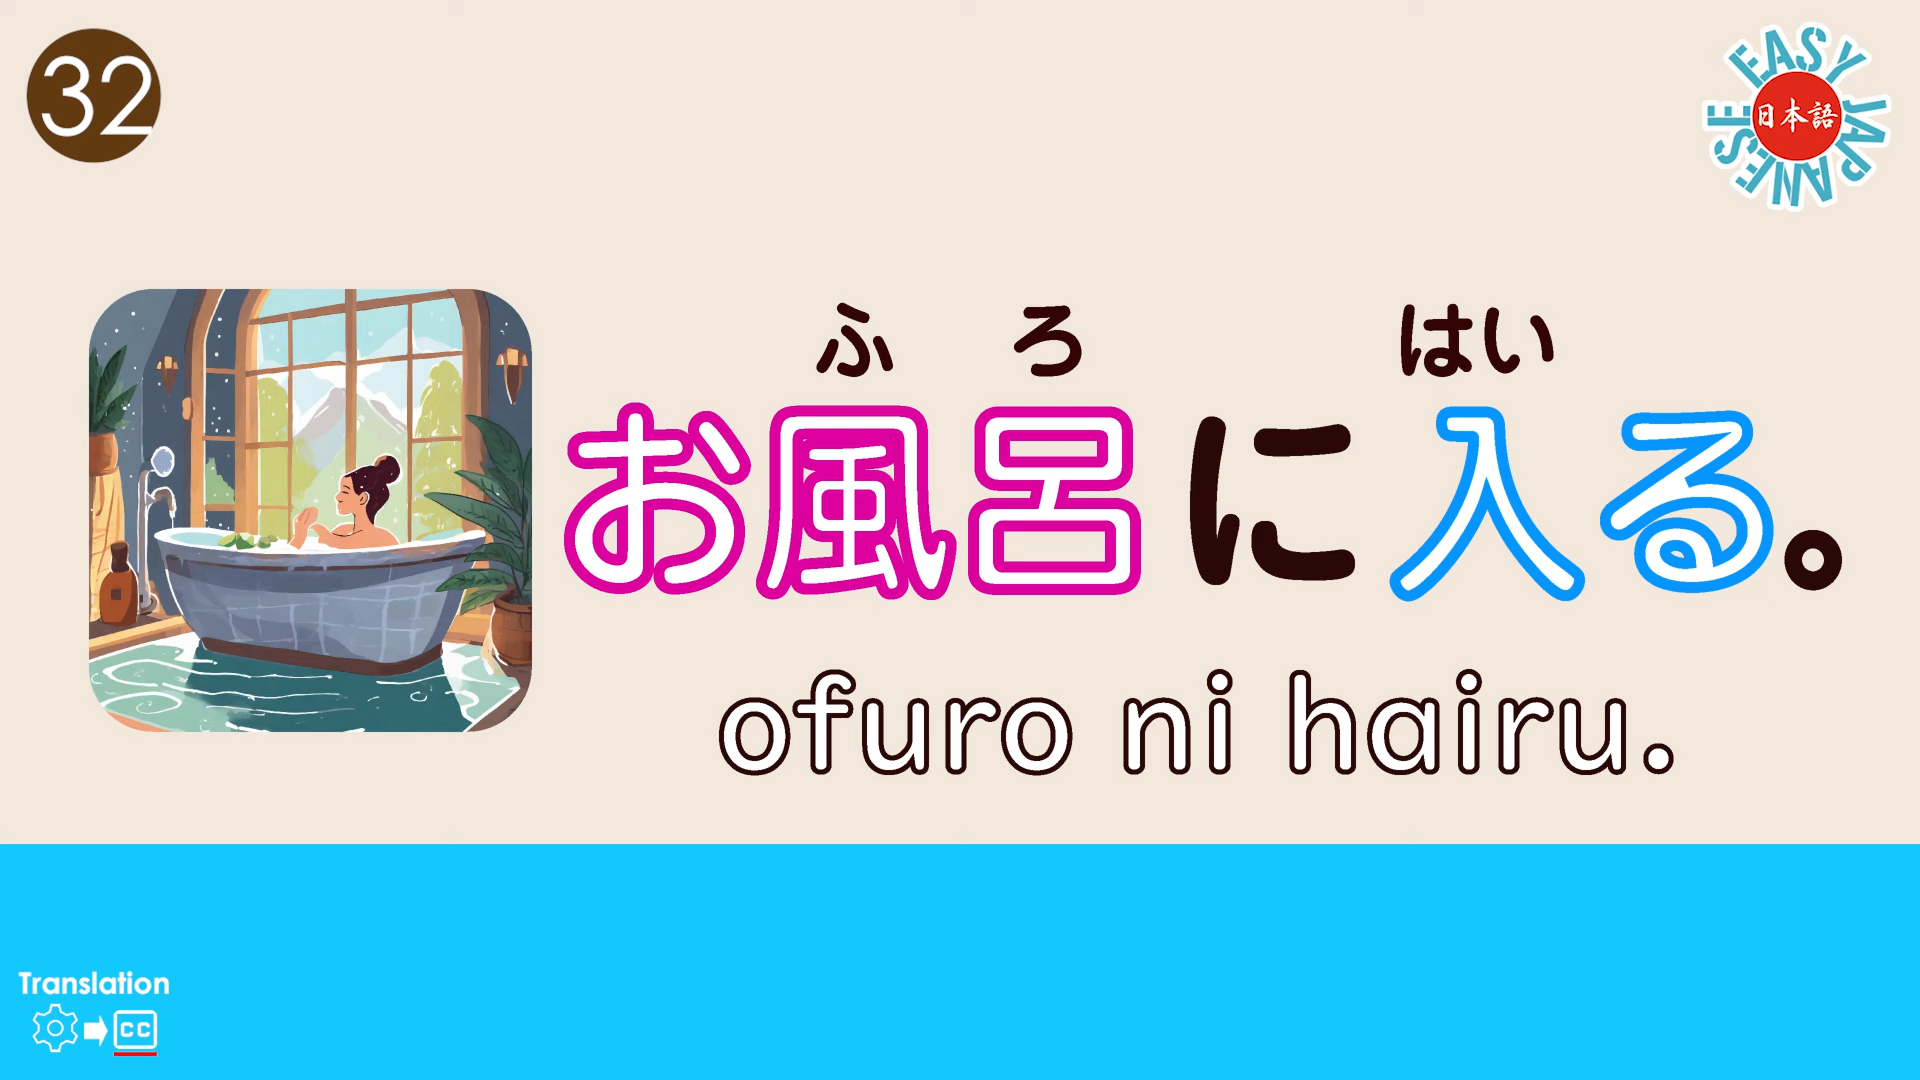 32
EASY JAPANESE
日本語
ふ ろ はい
お風呂に入る。
ofuro ni hairu.
Translation
CC